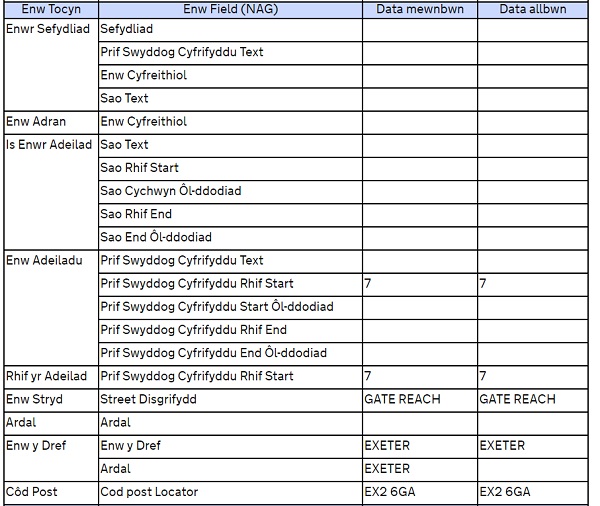 Enw Tocyn Enw Field (NAG) Data mewnbwn Data allbwn
Enwr Sefydliad Sefydliad
Prif Swyddog Cyfrifyddu Text
Enw Cyfreithiol
Sao Text
Enw Adran Enw Cyfreithiol
Is Enwr Adeilad Sao Text
Sao Rhif Start
Sao Cychwyn Ôl-ddodiad
Sao Rhif End
Sao End Ôl-ddodiad
Enw Adeiladu Prif Swyddog Cyfrifyddu Text
Prif Swyddog Cyfrifyddu Rhif Start 7 7
Prif Swyddog Cyfrifyddu Start Ôl-ddodiad
Prif Swyddog Cyfrifyddu Rhif End
Prif Swyddog Cyfrifyddu End Ôl-ddodiad
Rhif yr Adeilad Prif Swyddog Cyfrifyddu Rhif Start 7 7
Enw Stryd Street Disgrifydd GATE REACH GATE REACH
Ardal Ardal
Enw y Dref Enw y Dref EXETER EXETER
Ardal EXETER
Côd Post Cod post Locator EX2 6GA EX2 6GA